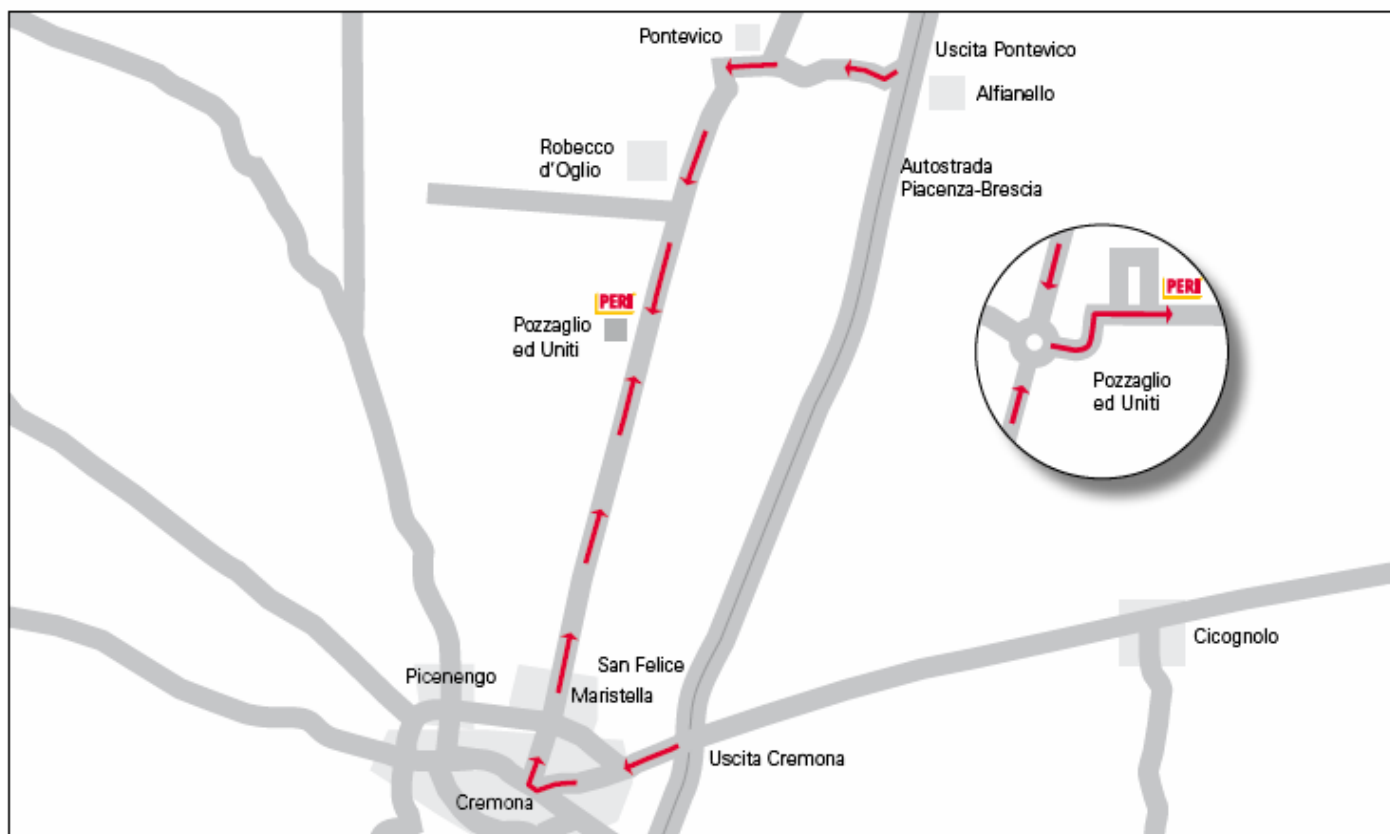 Pontevico
Uscita Pontevico
Alfianello
Robecco
d'Oglio
Autostrada
Piacenza-Brescia
PERI
PERI
Pozzaglio
ed Uniti
Pozzaglio
ed Uniti
Cicognolo
San Felice
Picenengo
Maristella
Uscita Cremona
Cremona